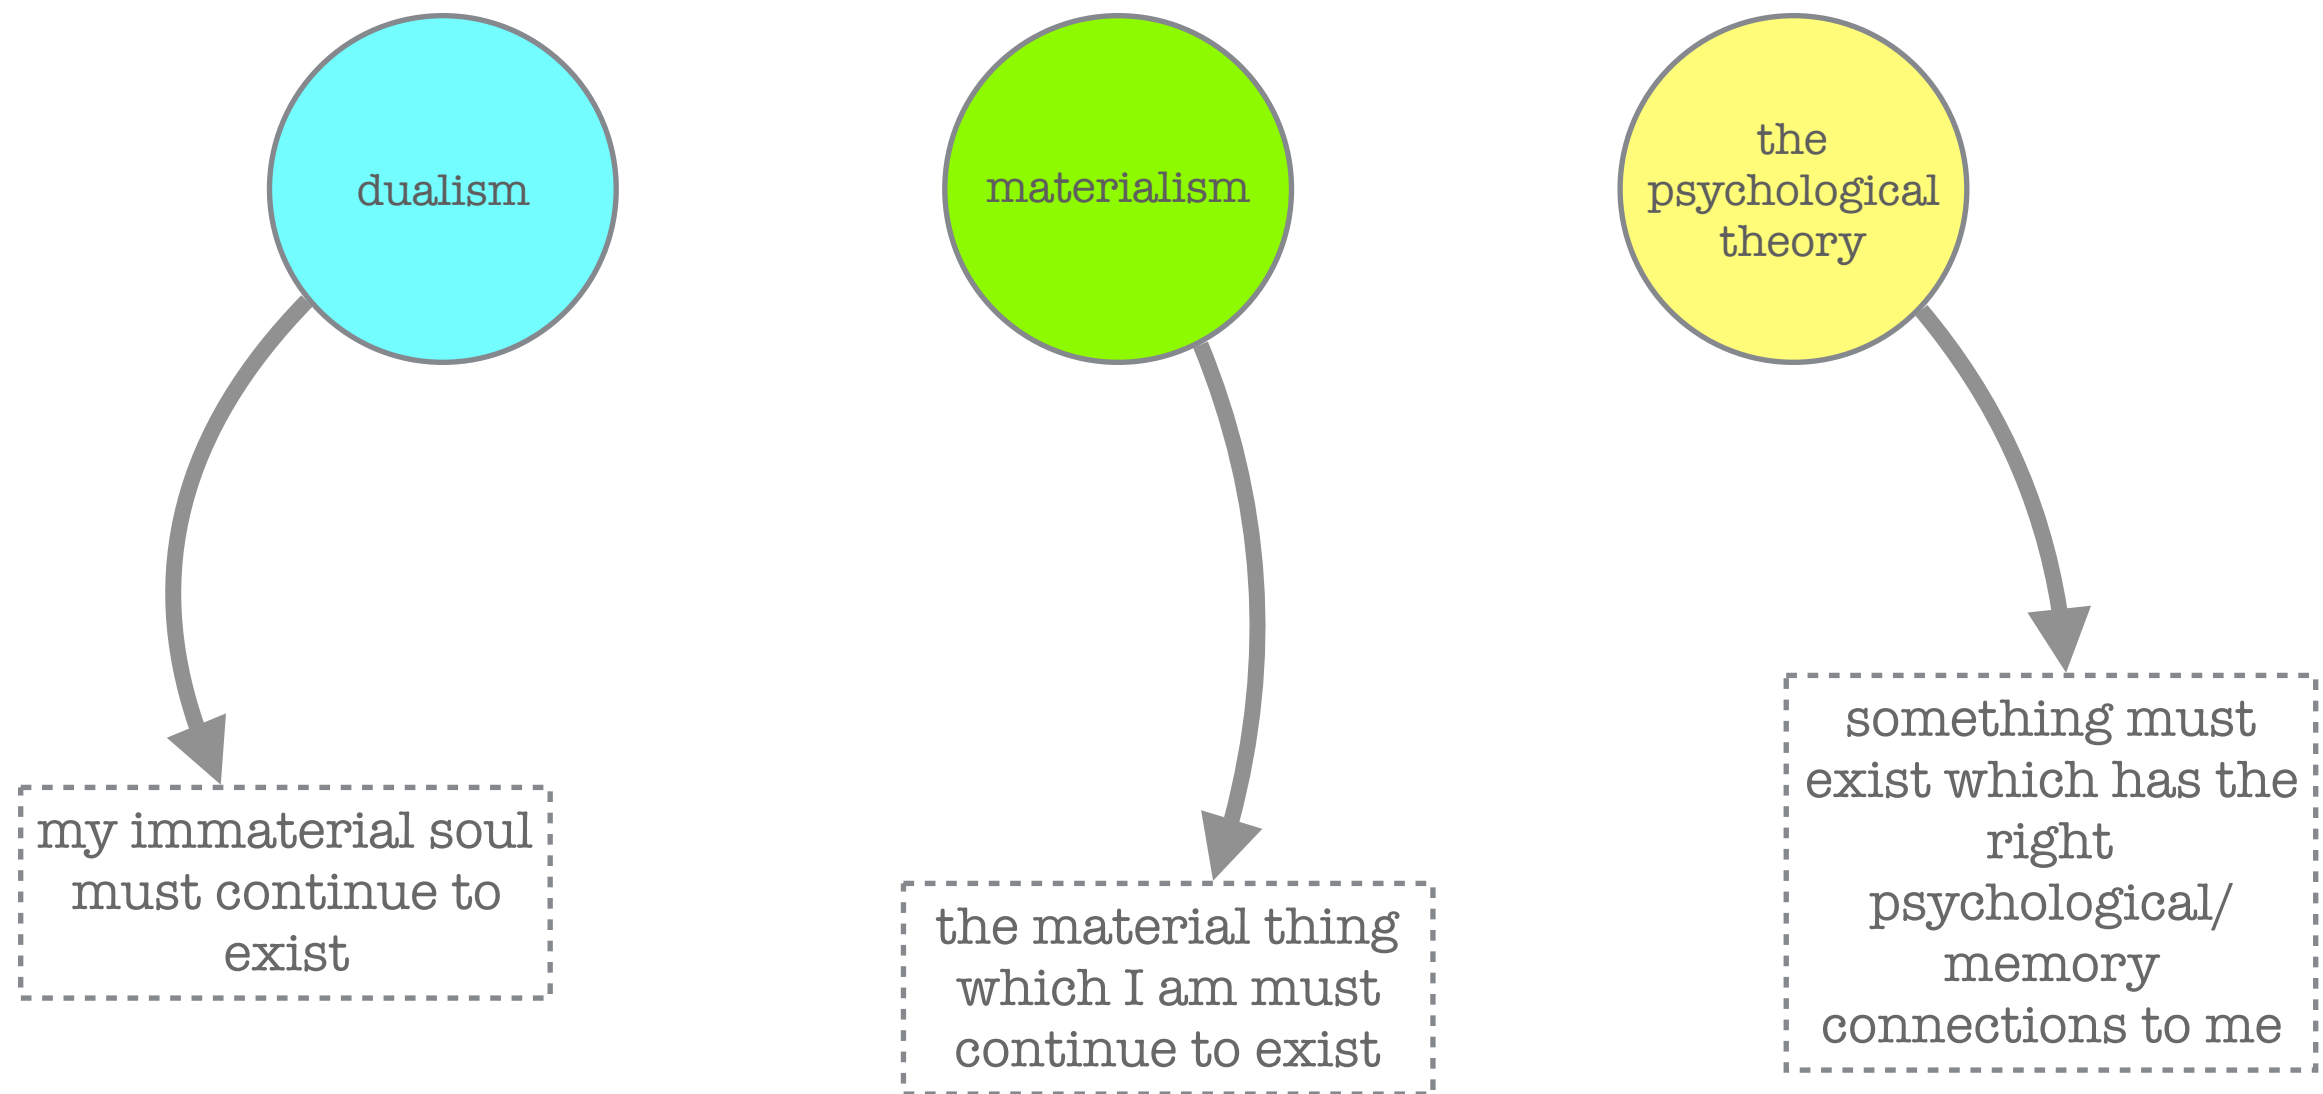 dualism
materialism
the
psychological
theory
my immaterial soul
must continue to
exist
the material thing
which I am must
continue to exist
something must
exist which has the
right
psychological/
memory
connections to me